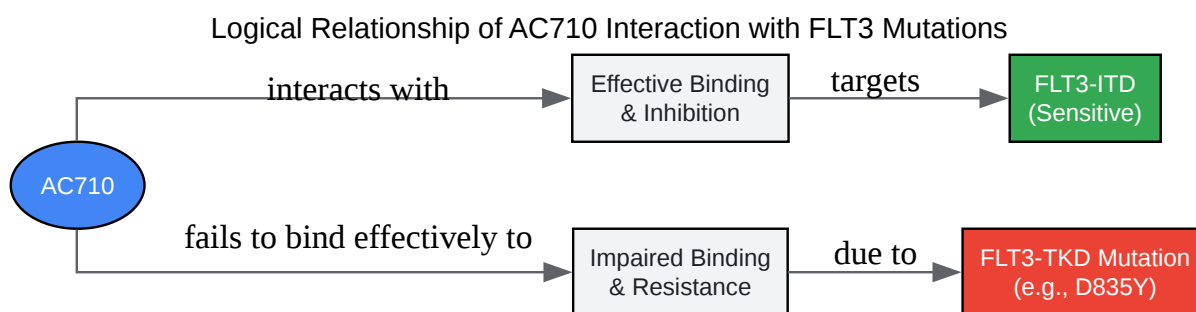 Logical Relationship of AC710 Interaction with FLT3 Mutations
interacts with
Effective Binding
& Inhibition
targets
FLT3-ITD
(Sensitive)
AC710
fails to bind effectively to
Impaired Binding
& Resistance
due to
FLT3-TKD Mutation
(e.g., D835Y)